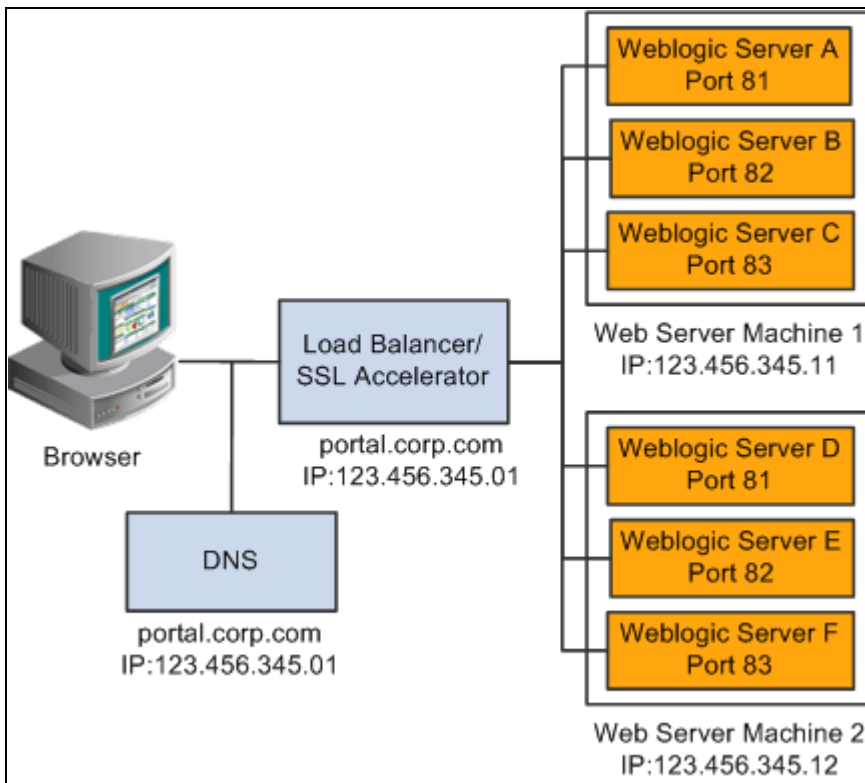 Weblogic Server A
Port 81
Weblogic Server B
Port 82
Weblogic Server C
Port 83
Web Server Machine 1
IP:123.456.345.11
Load Balancer/
SSL Accelerator
portal.corp.com
IP:123.456.345.01
Browser
DNS
portal.corp.com
IP:123.456.345.01
Weblogic Server D
Port 81
Weblogic Server E
Port 82
Weblogic Server F
Port 83
Web Server Machine 2
IP:123.456.345.12